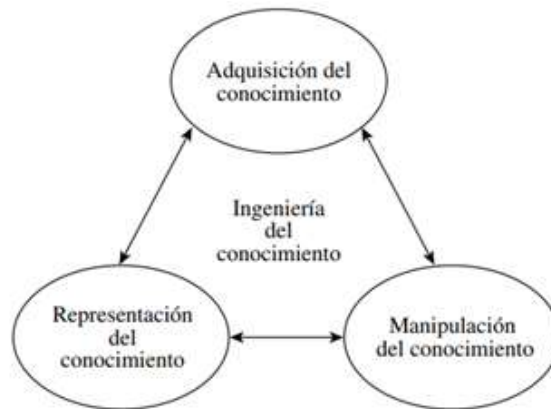 Adquisición del
conocimiento
Ingeniería
del
conocimiento
Representación
del
conocimiento
Manipulación
del conocimiento